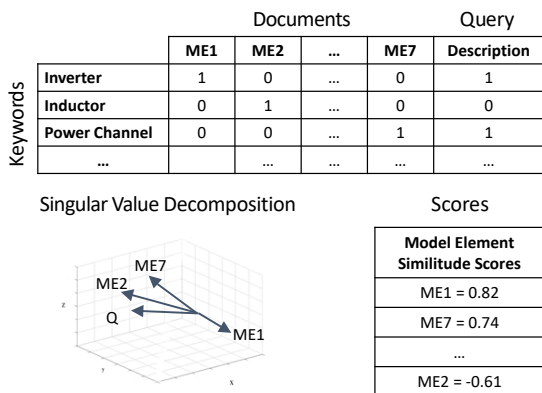 Documents Query
ME1 ME2 ... ME7 Description
Keywords
Inverter 1 0 ... 0 1
Inductor 0 1 ... 0 0
Power Channel 0 0 ... 1 1
... ... ... ... ...
Singular Value Decomposition
z
ME7
ME2
Q
ME1
y
x
Scores
Model Element
Similitude Scores
ME1 = 0.82
ME7 = 0.74
...
ME2 = -0.61